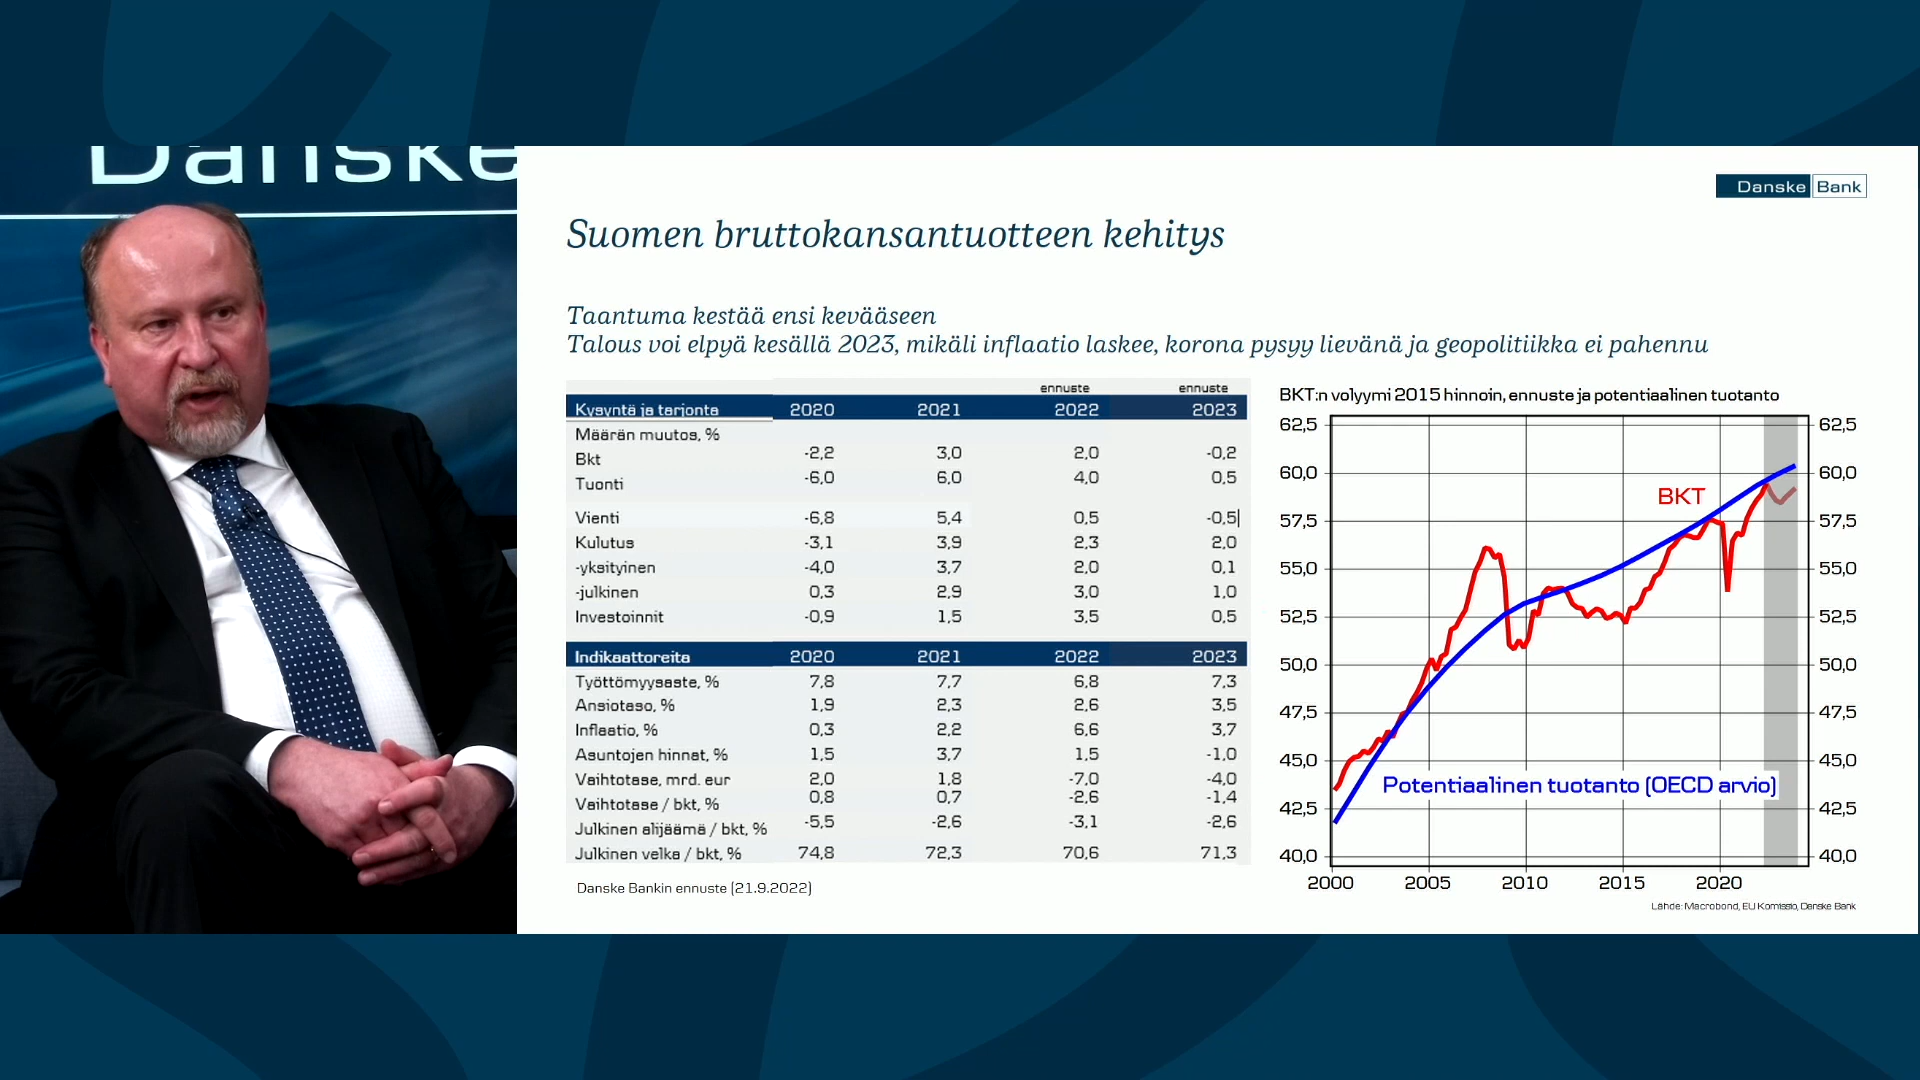 Danske
Danske Bank
Suomen bruttokansantuotteen kehitys
Taantuma kestää ensi kevääseen
Talous voi elpyä kesällä 2023, mikäli inflaatio laskee, korona pysyy lievänä ja geopolitiikka ei pahennu
ennuste ennuste
Kysyntä ja tarjonta 2020 2021 2022 2023
Määrän muutos, %
Bkt -2,2 3,0 2,0 -0,2
Tuonti -6,0 6,0 4,0 0,5
Vienti -6,8 5,4 0,5 -0,5
Kulutus -3,1 3,9 2,3 2,0
-yksityinen -4,0 3,7 2,0 0,1
-julkinen 0,3 2,9 3,0 1,0
Investoinnit -0,9 1,5 3,5 0,5
Indikaattoreita 2020 2021 2022 2023
Työttömyysaste, % 7,8 7,7 6,8 7,3
Ansiotaso, % 1,9 2,3 2,6 3,5
Inflaatio, % 0,3 2,2 6,6 3,7
Asuntojen hinnat, % 1,5 3,7 1,5 -1,0
Vaihtotase, mrd. eur 2,0 1,8 -7,0 -4,0
Vaihtotase / bkt, % 0,8 0,7 -2,6 -1,4
Julkinen alijäämä / bkt, % -5,5 -2,6 -3,1 -2,6
Julkinen velka / bkt, % 74,8 72,3 70,6 71,3
Danske Bankin ennuste (21.9.2022)
BKT:n volyymi 2015 hinnoin, ennuste ja potentiaalinen tuotanto
62,5 62,5
60,0 60,0
BKT
57,5 57,5
55,0 55,0
52,5 52,5
50,0 50,0
47,5 47,5
45,0 45,0
Potentiaalinen tuotanto (OECD arvio)
42,5 42,5
40,0 40,0
2000 2005 2010 2015 2020
Lähde: Macrobond, EU Komissio, Danske Bank